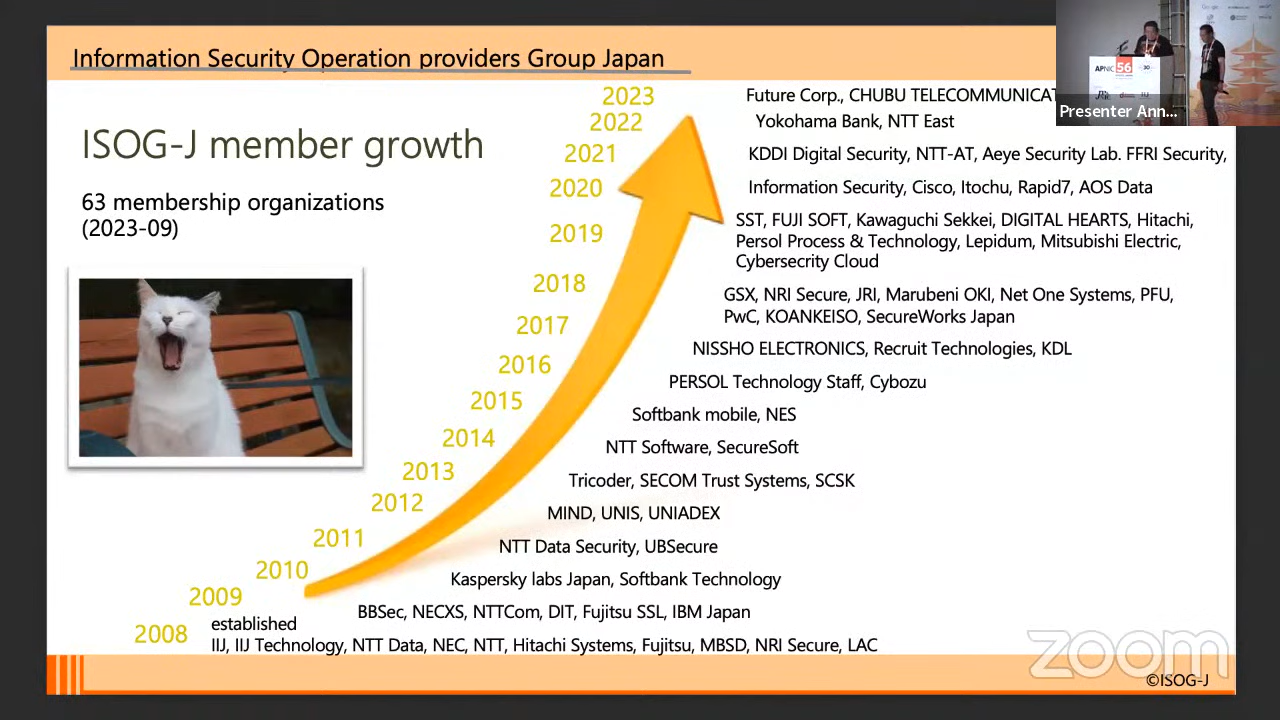 Information Security Operation providers Group Japan
ISOG-J member growth
63 membership organizations
(2023-09)
2023
Future Corp., CHUBU TELECOMMUNICAT
2022
Yokohama Bank, NTT East
2021
KDDI Digital Security, NTT-AT, Aeye Security Lab. FFRI Security,
2020
Information Security, Cisco, Itochu, Rapid7, AOS Data
2019
SST, FUJI SOFT, Kawaguchi Sekkei, DIGITAL HEARTS, Hitachi,
Persol Process & Technology, Lepidum, Mitsubishi Electric,
Cybersecrity Cloud
2018
GSX, NRI Secure, JRI, Marubeni OKI, Net One Systems, PFU,
PwC, KOANKEISO, SecureWorks Japan
2017
NISSHO ELECTRONICS, Recruit Technologies, KDL
2016
PERSOL Technology Staff, Cybozu
2015
Softbank mobile, NES
2014
NTT Software, SecureSoft
2013
Tricoder, SECOM Trust Systems, SCSK
2012
MIND, UNIS, UNIADEX
2011
NTT Data Security, UBSecure
2010
Kaspersky labs Japan, Softbank Technology
2009
BBSec, NECXS, NTTCom, DIT, Fujitsu SSL, IBM Japan
2008
established
IIJ, IIJ Technology, NTT Data, NEC, NTT, Hitachi Systems, Fujitsu, MBSD, NRI Secure, LAC
APNIC 56
Presenter Ann...
zoom
©ISOG-J